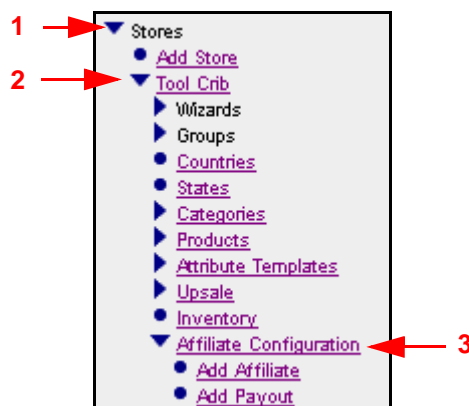 1 Stores
Add Store
2 Tool Crib
Wizards
Groups
Countries
States
Categories
Products
Attribute Templates
Upsale
Inventory
Affiliate Configuration 3
Add Affiliate
Add Payout